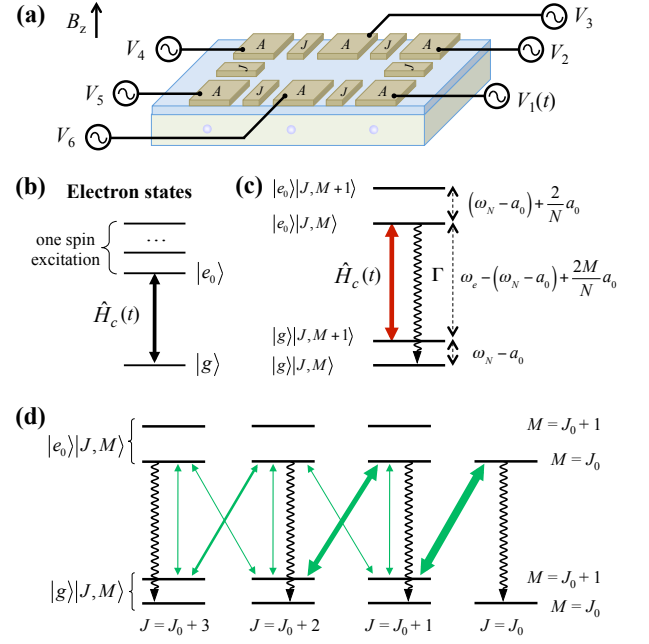 (a)
B_z
V_3
V_4
A
J
A
J
A
V_2
J
J
V_5
A
J
A
J
A
V_1(t)
V_6
(b) Electron states
one spin excitation
…
|e_0⟩
Ĥ_c(t)
|g⟩
(c)
|e_0⟩|J, M+1⟩
(ω_N − a_0) + 2/N a_0
|e_0⟩|J, M⟩
Ĥ_c(t)
Γ
ω_e − (ω_N − a_0) + 2M/N a_0
|g⟩|J, M+1⟩
|g⟩|J, M⟩
ω_N − a_0
(d)
|e_0⟩|J, M⟩
M = J_0 + 1
M = J_0
|g⟩|J, M⟩
M = J_0 + 1
M = J_0
J = J_0 + 3
J = J_0 + 2
J = J_0 + 1
J = J_0